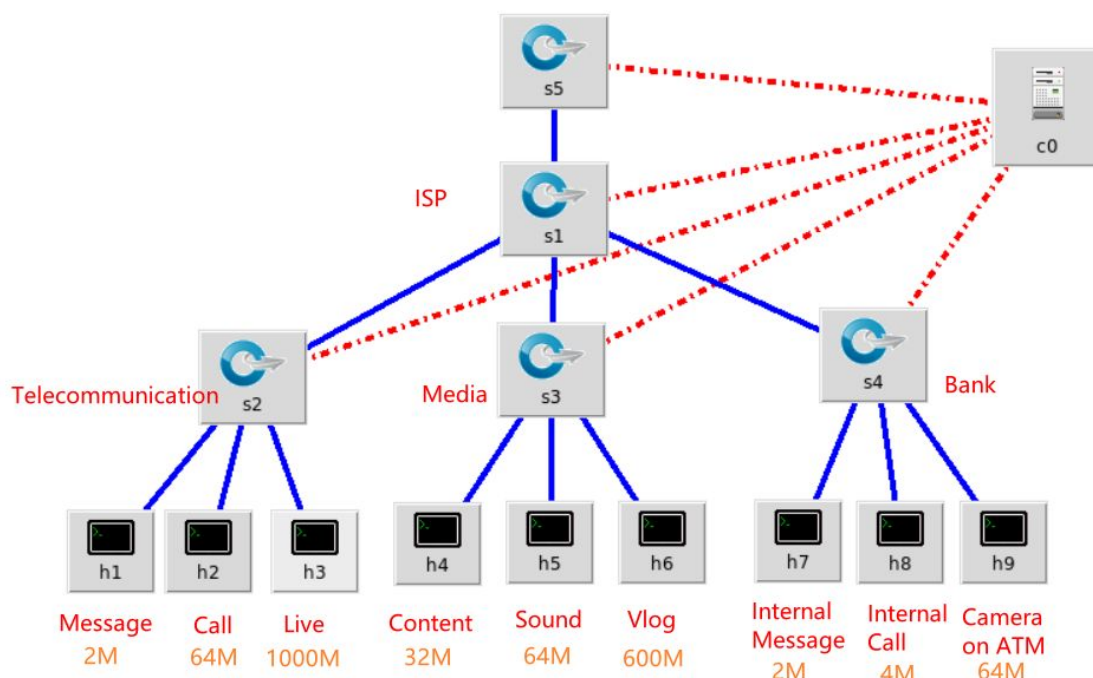 s5
c0
ISP
s1
Telecommunication
s2
Media
s3
s4
Bank
h1
h2
h3
h4
h5
h6
h7
h8
h9
Message
2M
Call
64M
Live
1000M
Content
32M
Sound
64M
Vlog
600M
Internal
Message
2M
Internal
Call
4M
Camera
on ATM
64M